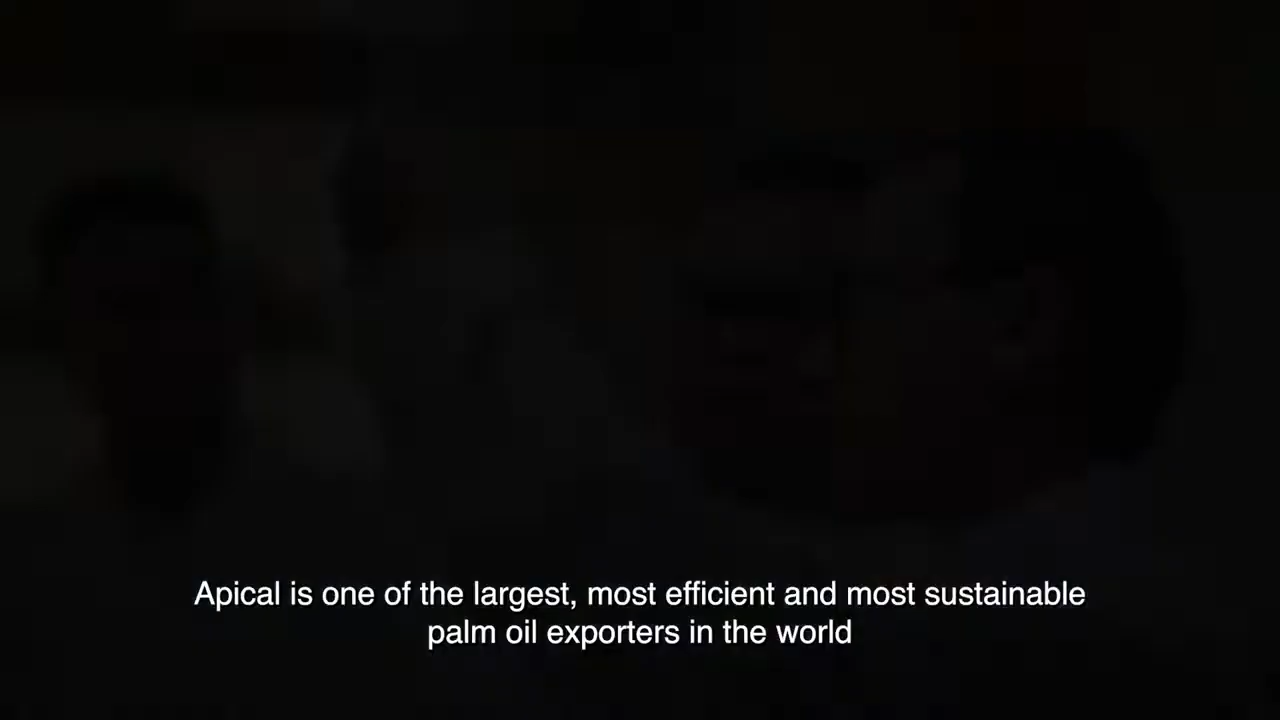 Apical is one of the largest, most efficient and most sustainable
palm oil exporters in the world